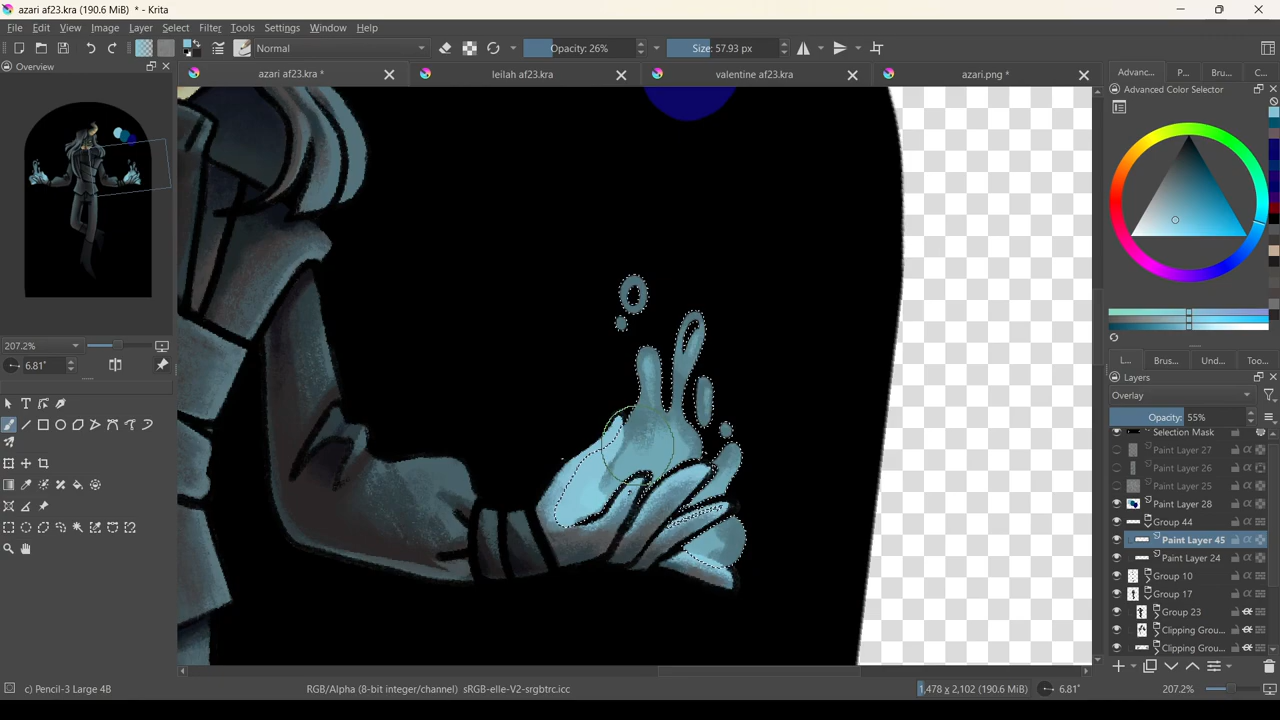 azari af23.kra (190.6 MiB) * - Krita
File Edit View Image Layer Select Filter Tools Settings Window Help
Normal Opacity: 26% Size: 57.93 px
Overview azari af23.kra * leilah af23.kra valentine af23.kra azari.png * Advanc... P... Bru... C...
Advanced Color Selector
207.2%
6.81°
L... Brus... Und... Too...
Layers
Overlay
Opacity: 55%
Selection Mask
Paint Layer 27
Paint Layer 26
Paint Layer 25
Paint Layer 28
Group 44
Paint Layer 45
Paint Layer 24
Group 10
Group 17
Group 23
Clipping Grou...
Clipping Grou...
c) Pencil-3 Large 4B RGB/Alpha (8-bit integer/channel) sRGB-elle-V2-srgbtrc.icc 1,478 x 2,102 (190.6 MiB) 6.81° 207.2%